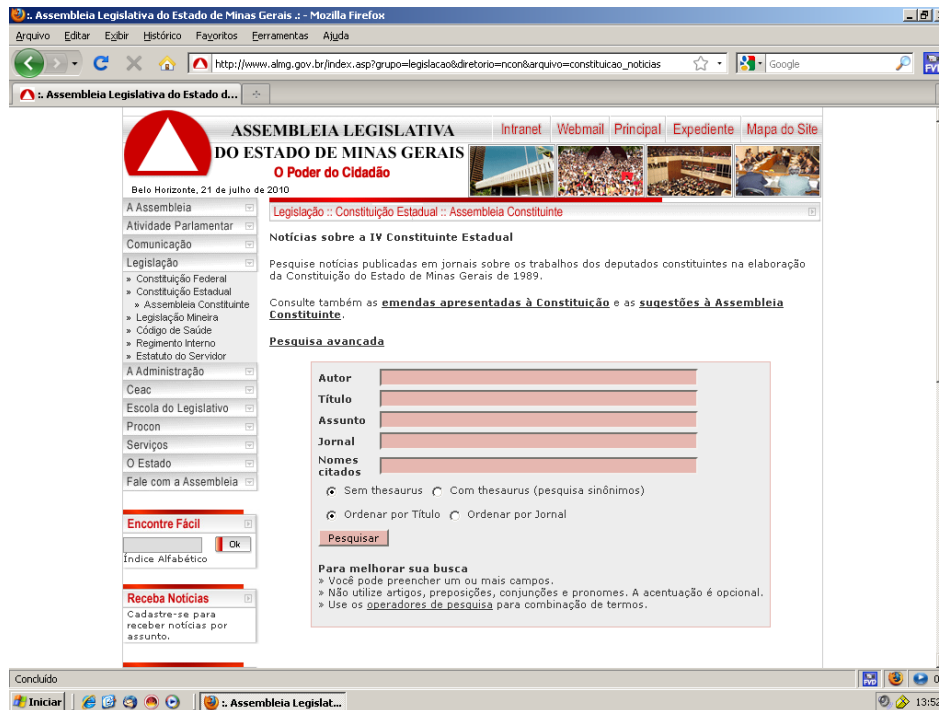 :. Assembleia Legislativa do Estado de Minas Gerais .: - Mozilla Firefox
Arquivo Editar Exibir Histórico Favoritos Ferramentas Ajuda
http://www.almg.gov.br/index.asp?grupo=legislacao&diretorio=ncon&arquivo=constituicao_noticias
Google
FVD
:. Assembleia Legislativa do Estado d...
ASSEMBLEIA LEGISLATIVA
DO ESTADO DE MINAS GERAIS
O Poder do Cidadão
Intranet Webmail Principal Expediente Mapa do Site
Belo Horizonte, 21 de julho de 2010
A Assembleia
Atividade Parlamentar
Comunicação
Legislação
» Constituição Federal
» Constituição Estadual
» Assembleia Constituinte
» Legislação Mineira
» Código de Saúde
» Regimento Interno
» Estatuto do Servidor
A Administração
Ceac
Escola do Legislativo
Procon
Serviços
O Estado
Fale com a Assembleia
Encontre Fácil
Ok
Índice Alfabético
Receba Notícias
Cadastre-se para
receber notícias por
assunto.
Legislação :: Constituição Estadual :: Assembleia Constituinte
Notícias sobre a IV Constituinte Estadual
Pesquise notícias publicadas em jornais sobre os trabalhos dos deputados constituintes na elaboração
da Constituição do Estado de Minas Gerais de 1989.
Consulte também as emendas apresentadas à Constituição e as sugestões à Assembleia
Constituinte.
Pesquisa avançada
Autor
Título
Assunto
Jornal
Nomes
citados
Sem thesaurus Com thesaurus (pesquisa sinônimos)
Ordenar por Título Ordenar por Jornal
Pesquisar
Para melhorar sua busca
» Você pode preencher um ou mais campos.
» Não utilize artigos, preposições, conjunções e pronomes. A acentuação é opcional.
» Use os operadores de pesquisa para combinação de termos.
Concluído
FVD
0
Iniciar
:. Assembleia Legislat...
13:52